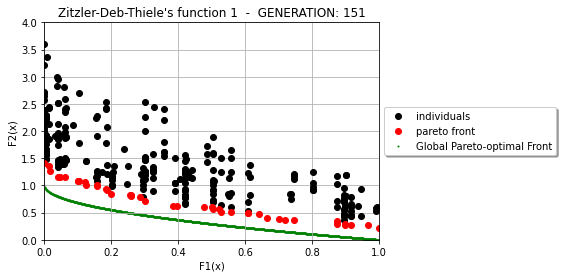 Zitzler-Deb-Thiele's function 1 - GENERATION: 151
4.0
3.5
3.0
2.5
2.0
1.5
1.0
0.5
0.0
F2(x)
0.0 0.2 0.4 0.6 0.8 1.0
F1(x)
individuals
pareto front
Global Pareto-optimal Front